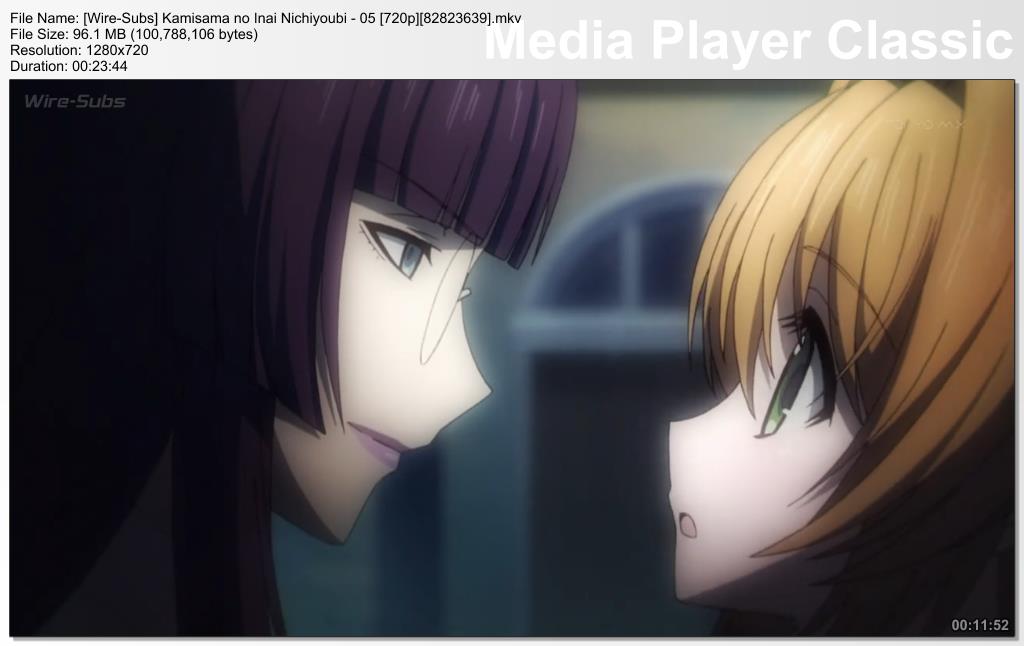 File Name: [Wire-Subs] Kamisama no Inai Nichiyoubi - 05 [720p][82823639].mkv
File Size: 96.1 MB (100,788,106 bytes)
Resolution: 1280x720
Duration: 00:23:44
Media Player Classic
Wire-Subs
00:11:52